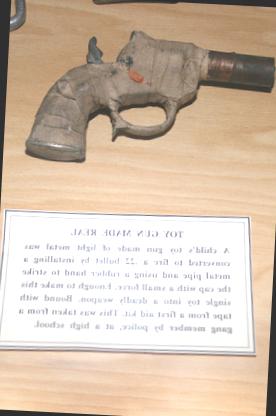 TOY GUN MADE REAL
A child's toy gun made of light metal was
converted to fire a .22 bullet by installing a
metal pipe and using a rubber band to strike
the cap with a small force. Enough to make this
single toy into a deadly weapon. Bound with
tape from a first aid kit. This was taken from a
gang member by police, at a high school.